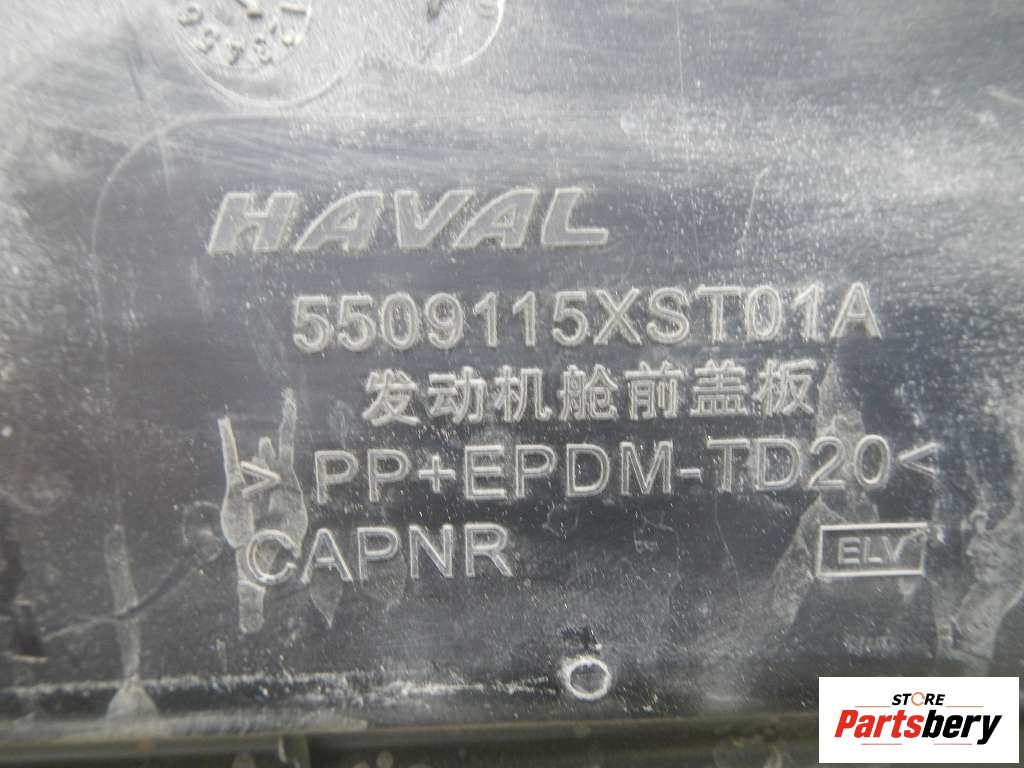 HAVAL
5509115XST01A
发动机舱前盖板
> PP+EPDM-TD20<
CAPNR
ELV
STORE
Partsbery